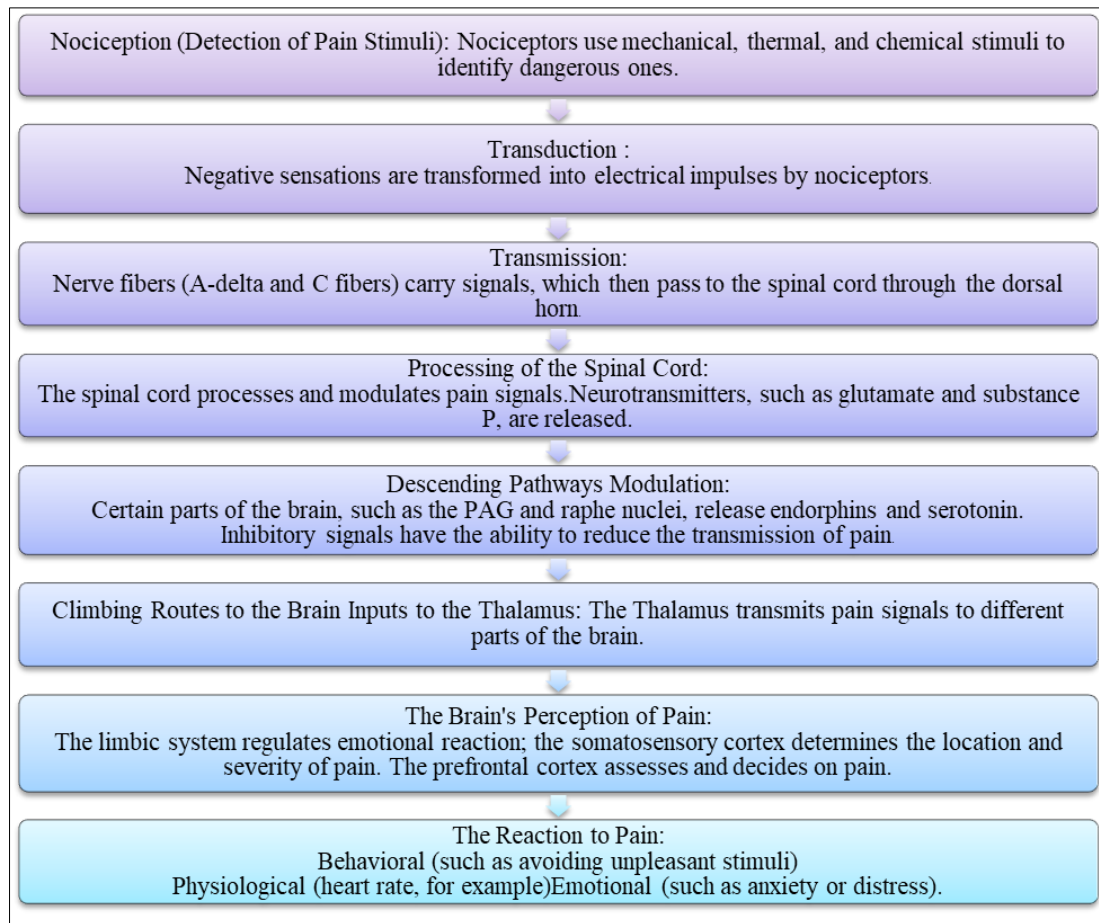 Nociception (Detection of Pain Stimuli): Nociceptors use mechanical, thermal, and chemical stimuli to
identify dangerous ones.
Transduction :
Negative sensations are transformed into electrical impulses by nociceptors.
Transmission:
Nerve fibers (A-delta and C fibers) carry signals, which then pass to the spinal cord through the dorsal
horn.
Processing of the Spinal Cord:
The spinal cord processes and modulates pain signals.Neurotransmitters, such as glutamate and substance
P, are released.
Descending Pathways Modulation:
Certain parts of the brain, such as the PAG and raphe nuclei, release endorphins and serotonin.
Inhibitory signals have the ability to reduce the transmission of pain.
Climbing Routes to the Brain Inputs to the Thalamus: The Thalamus transmits pain signals to different
parts of the brain.
The Brain's Perception of Pain:
The limbic system regulates emotional reaction; the somatosensory cortex determines the location and
severity of pain. The prefrontal cortex assesses and decides on pain.
The Reaction to Pain:
Behavioral (such as avoiding unpleasant stimuli)
Physiological (heart rate, for example)Emotional (such as anxiety or distress).